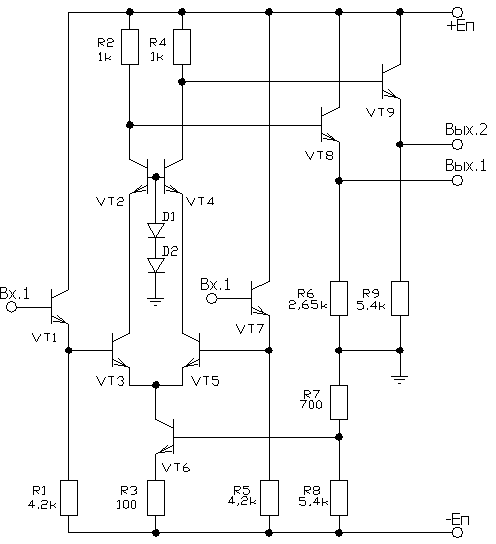 +Eп
R2
1k
R4
1k
VT9
Вых.2
VT8
Вых.1
VT2
VT4
D1
D2
Вх.1
Вх.1
R6
2,65k
R9
5.4k
VT1
VT7
VT3
VT5
R7
700
VT6
R1
4.2k
R3
100
R5
4,2k
R8
5,4k
-Eп